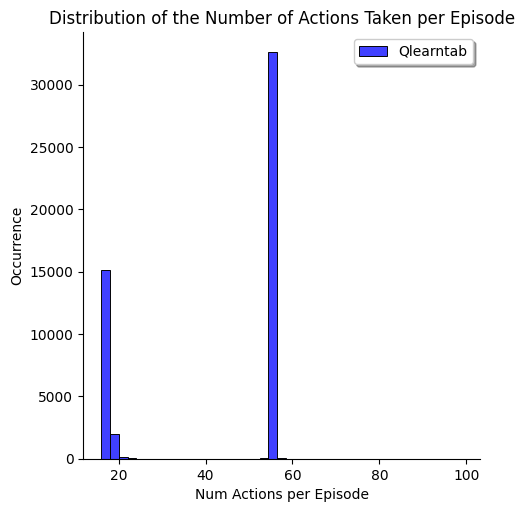 Distribution of the Number of Actions Taken per Episode
Qlearntab
30000
25000
20000
15000
10000
5000
0
Occurrence
20 40 60 80 100
Num Actions per Episode